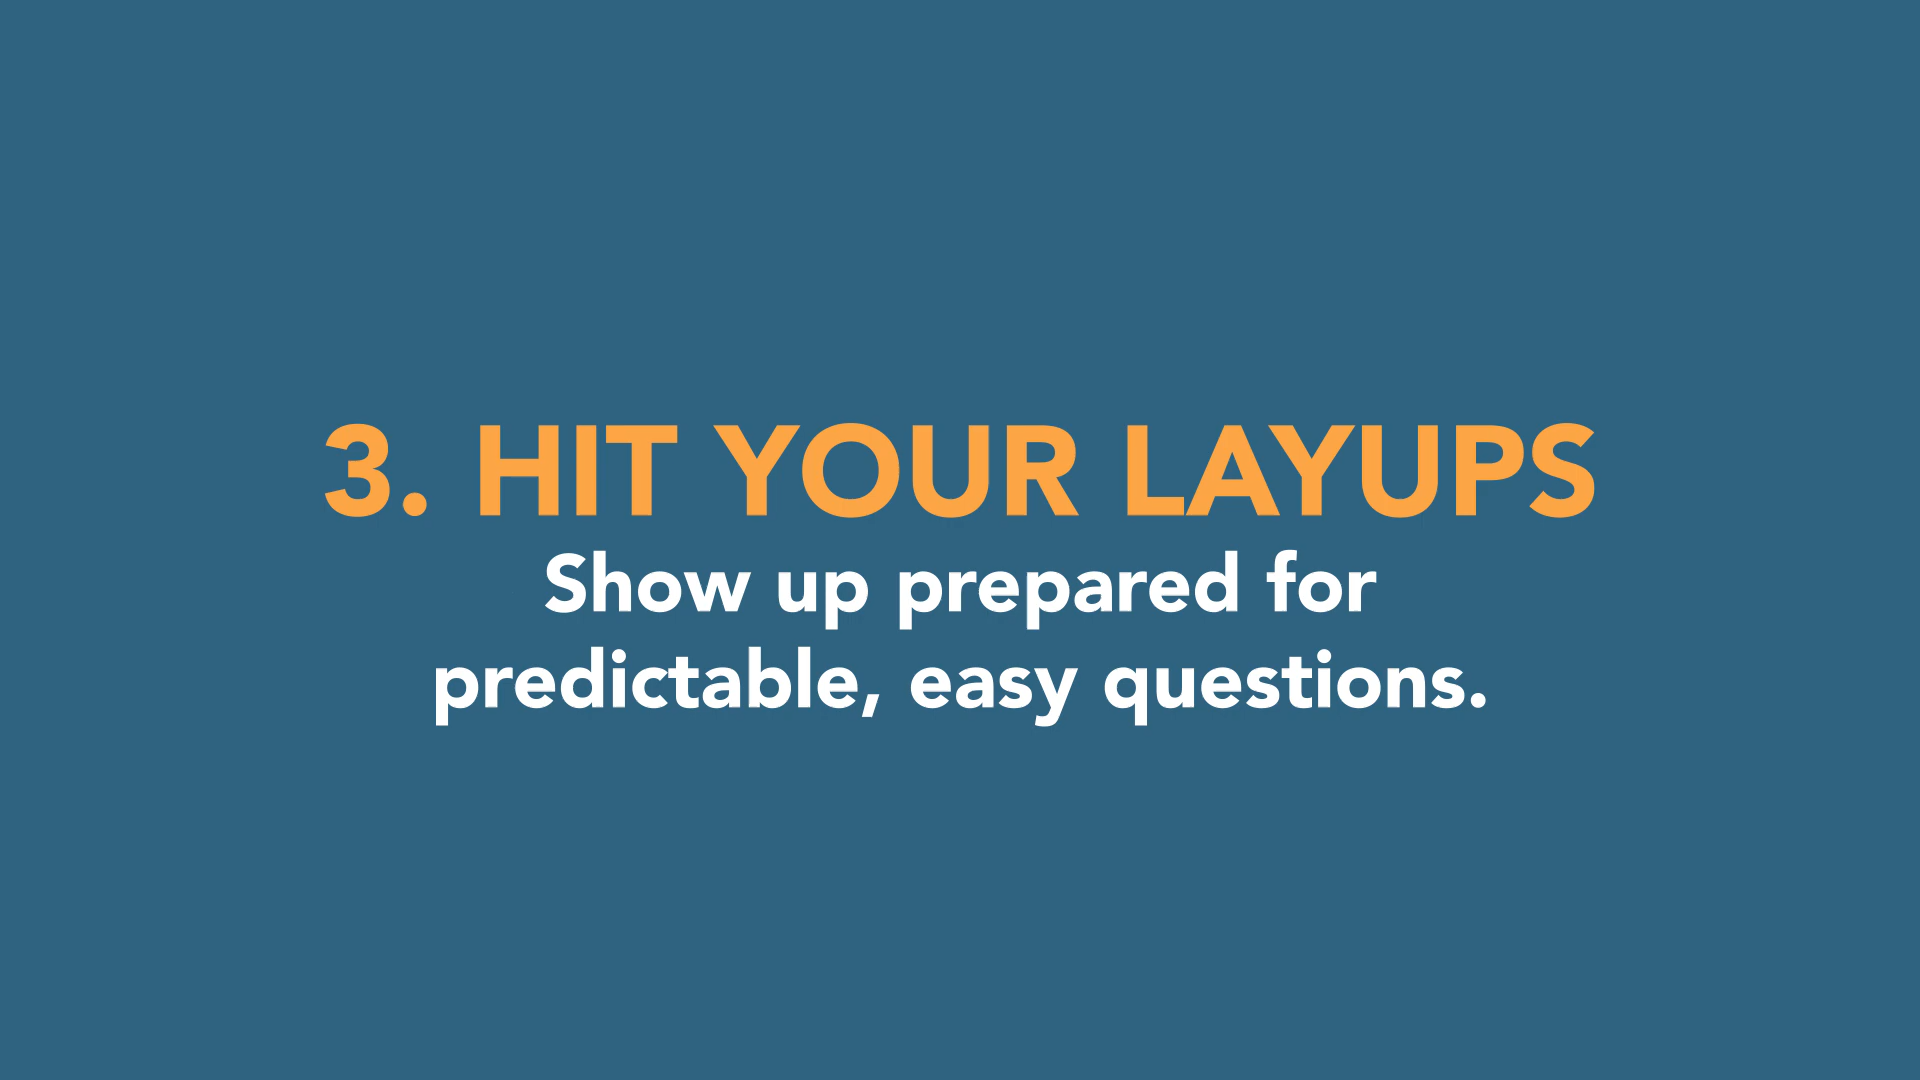 3. HIT YOUR LAYUPS
Show up prepared for
predictable, easy questions.